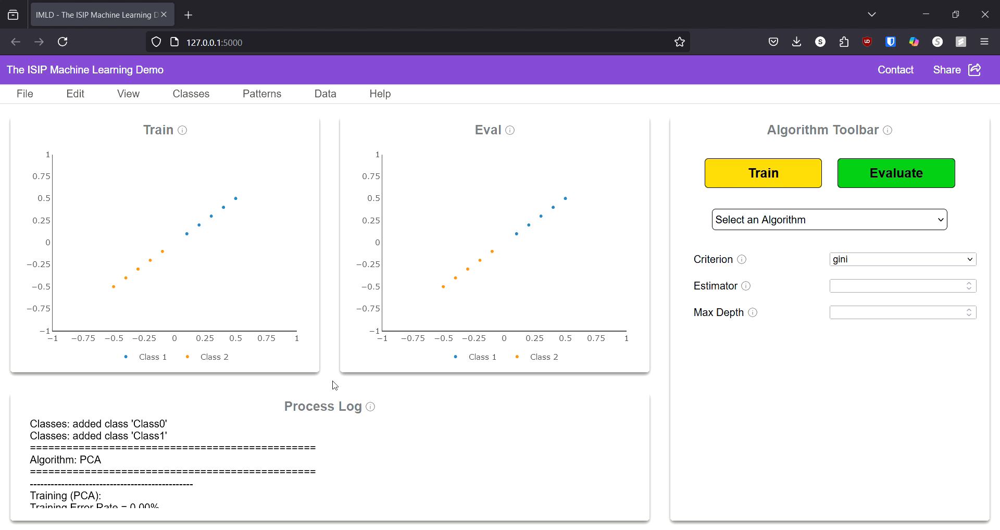 IMLD - The ISIP Machine Learning D
127.0.0.1:5000
The ISIP Machine Learning Demo
Contact
Share
File
Edit
View
Classes
Patterns
Data
Help
Train
1
0.75
0.5
0.25
0
−0.25
−0.5
−0.75
−1
−1 −0.75 −0.5 −0.25 0 0.25 0.5 0.75 1
Class 1 Class 2
Eval
1
0.75
0.5
0.25
0
−0.25
−0.5
−0.75
−1
−1 −0.75 −0.5 −0.25 0 0.25 0.5 0.75 1
Class 1 Class 2
Algorithm Toolbar
Train
Evaluate
Select an Algorithm
Criterion
gini
Estimator
Max Depth
Process Log
Classes: added class 'Class0'
Classes: added class 'Class1'
===============================================
Algorithm: PCA
===============================================
-----------------------------------------------
Training (PCA):
Training Error Rate = 0.00%